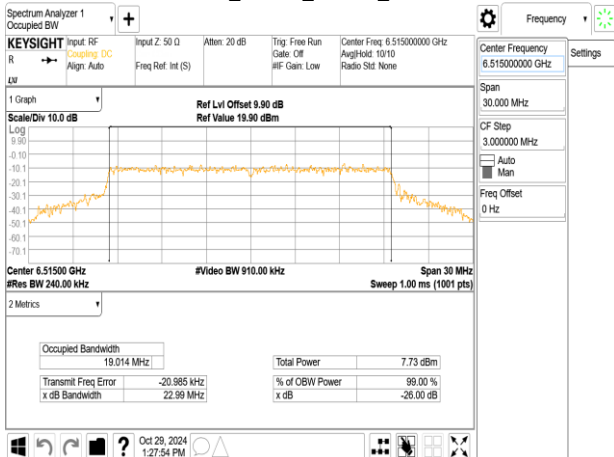 Spectrum Analyzer 1
Occupied BW
KEYSIGHT
R
Input: RF
Coupling: DC
Align: Auto
Input Z: 50 Ω
Freq Ref: Int (S)
Atten: 20 dB
Trig: Free Run
Gate: Off
#IF Gain: Low
Center Freq: 6.515000000 GHz
Avg|Hold: 10/10
Radio Std: None
1 Graph
Scale/Div 10.0 dB
Ref Lvl Offset 9.90 dB
Ref Value 19.90 dBm
Log
9.90
-0.10
-10.1
-20.1
-30.1
-40.1
-50.1
-60.1
-70.1
Center 6.51500 GHz
#Res BW 240.00 kHz
#Video BW 910.00 kHz
Span 30 MHz
Sweep 1.00 ms (1001 pts)
2 Metrics
Occupied Bandwidth
19.014 MHz
Transmit Freq Error -20.985 kHz
x dB Bandwidth 22.99 MHz
Total Power 7.73 dBm
% of OBW Power 99.00 %
x dB -26.00 dB
?
Oct 29, 2024
1:27:54 PM
Frequency
Center Frequency
6.515000000 GHz
Span
30.000 MHz
CF Step
3.000000 MHz
Auto
Man
Freq Offset
0 Hz
Settings